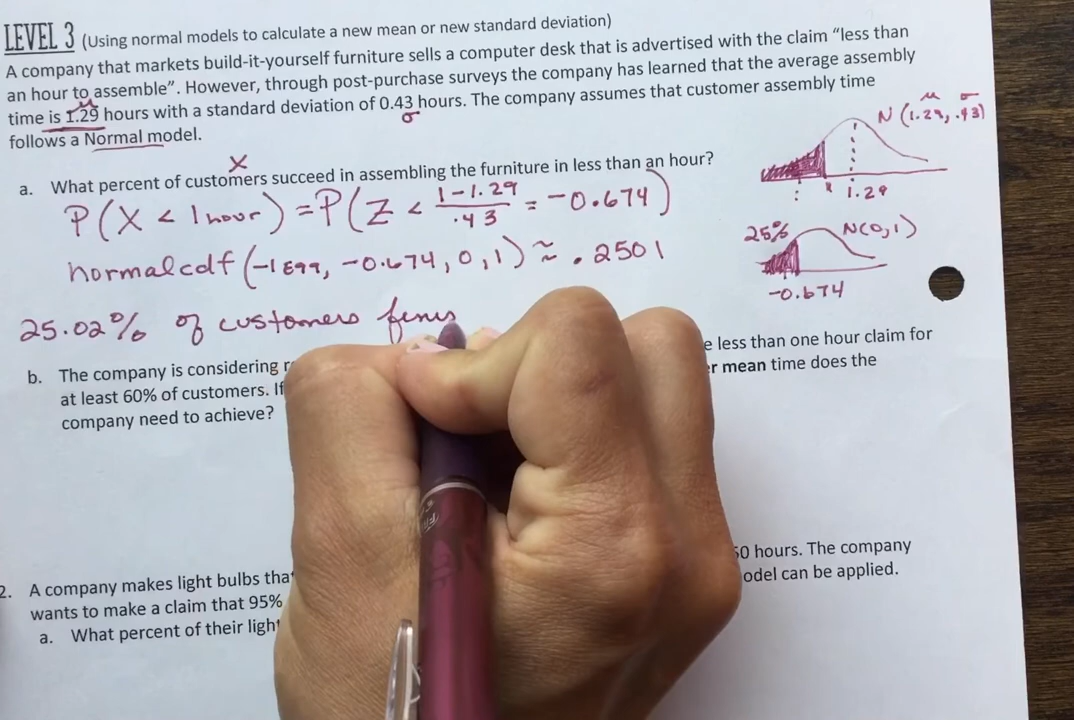 LEVEL 3 (Using normal models to calculate a new mean or new standard deviation)
A company that markets build-it-yourself furniture sells a computer desk that is advertised with the claim “less than
an hour to assemble”. However, through post-purchase surveys the company has learned that the average assembly
μ
time is 1.29 hours with a standard deviation of 0.43 hours. The company assumes that customer assembly time
σ
follows a Normal model.
μ σ
N (1.29, .43)
1.29
X
a. What percent of customers succeed in assembling the furniture in less than an hour?
P(X < 1 hour) = P(Z < 1-1.29 / .43 = -0.674)
25% N(0,1)
-0.674
normalcdf (-1E99, -0.674, 0, 1) ≈ .2501
25.02% of customers finis
b. The company is considering r
e less than one hour claim for
at least 60% of customers. If
r mean time does the
company need to achieve?
2. A company makes light bulbs that
50 hours. The company
wants to make a claim that 95%
odel can be applied.
a. What percent of their light